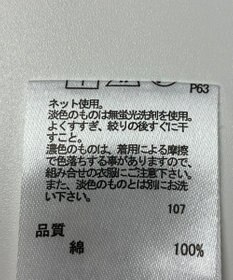 P63
ネット使用。
淡色のものは無蛍光洗剤を使用。
よくすすぎ、絞りの後すぐに干
すこと。
濃色のものは、着用による摩擦
で色落ちする事がありますので、
組み合せの衣服にご注意下さい。
また、淡色のものとは別にお洗
い下さい。
107
品質
綿 100%